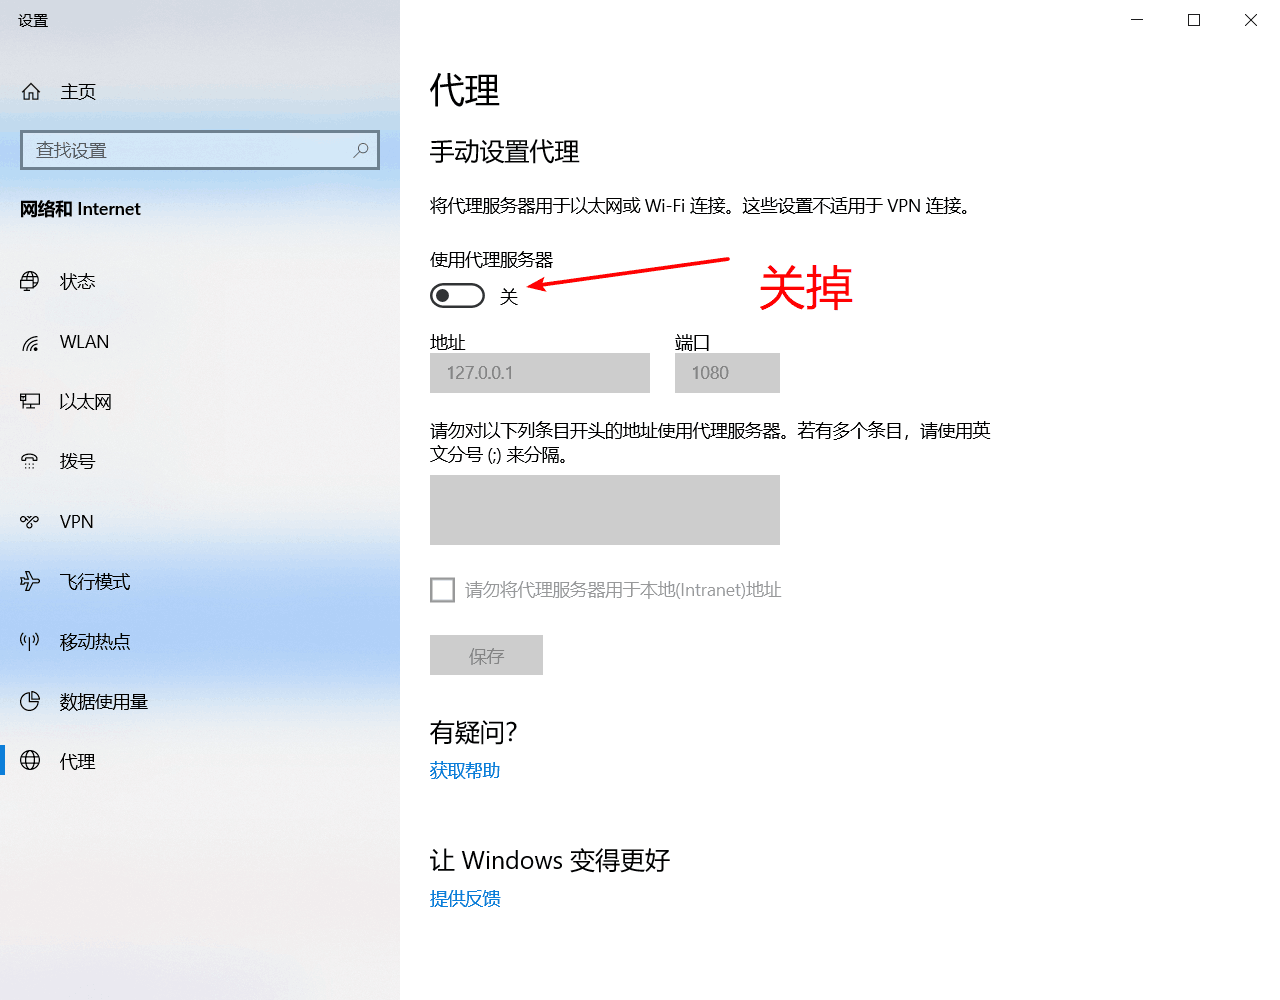 设置
主页
查找设置
网络和 Internet
状态
WLAN
以太网
拨号
VPN
飞行模式
移动热点
数据使用量
代理
代理
手动设置代理
将代理服务器用于以太网或 Wi-Fi 连接。这些设置不适用于 VPN 连接。
使用代理服务器
关
关掉
地址
端口
127.0.0.1
1080
请勿对以下列条目开头的地址使用代理服务器。若有多个条目，请使用英
文分号 (;) 来分隔。
请勿将代理服务器用于本地(Intranet)地址
保存
有疑问?
获取帮助
让 Windows 变得更好
提供反馈